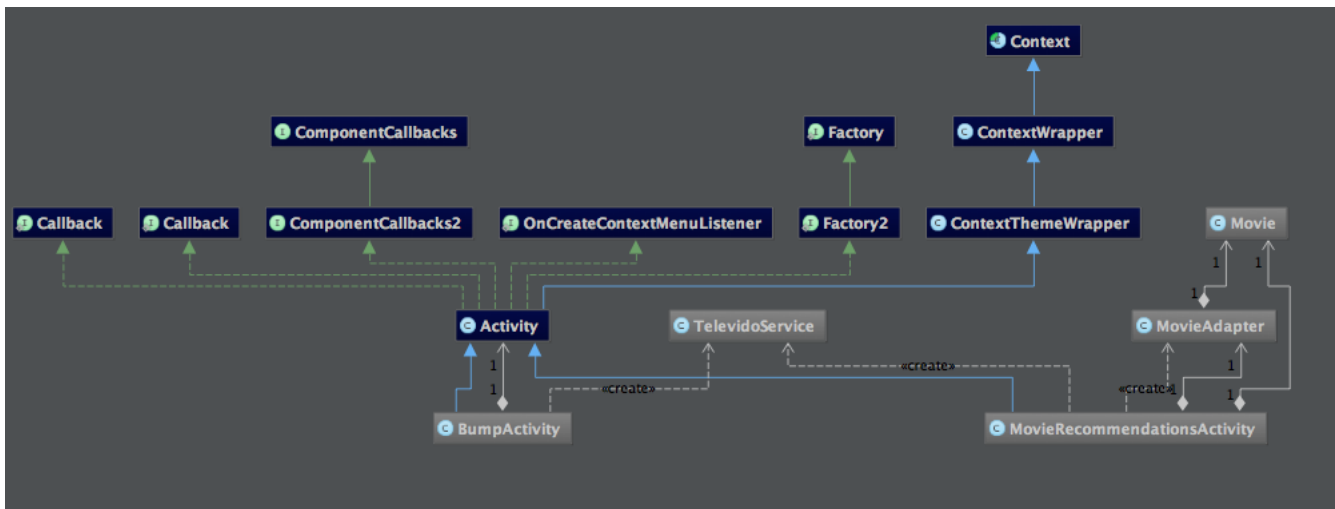 Context
ComponentCallbacks
Factory
ContextWrapper
Callback
Callback
ComponentCallbacks2
OnCreateContextMenuListener
Factory2
ContextThemeWrapper
Movie
1
1
1
Activity
TelevidoService
MovieAdapter
1
«create»
1
1
«create»
«create»
1
1
BumpActivity
MovieRecommendationsActivity